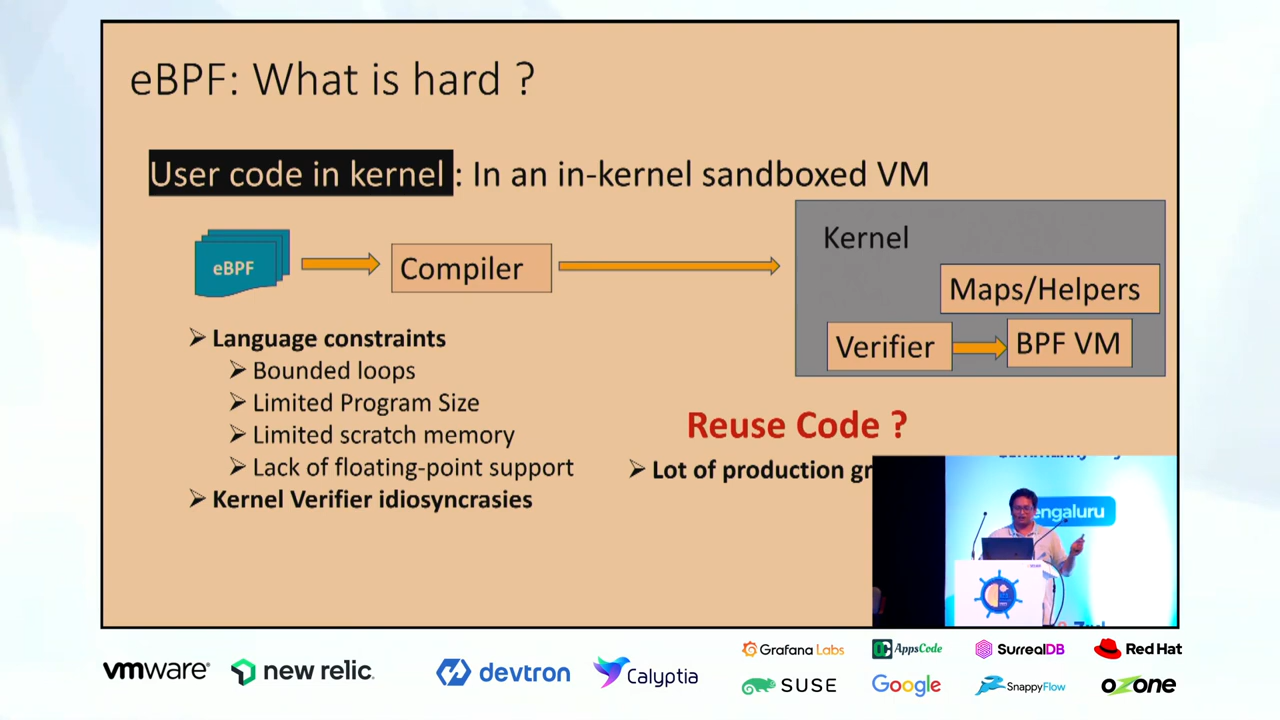 eBPF: What is hard ?
User code in kernel : In an in-kernel sandboxed VM
eBPF
Compiler
Kernel
Maps/Helpers
Verifier
BPF VM
➢ Language constraints
➢ Bounded loops
➢ Limited Program Size
➢ Limited scratch memory
➢ Lack of floating-point support
➢ Kernel Verifier idiosyncrasies
Reuse Code ?
➢ Lot of production gr
engaluru
vmware®
new relic.
devtron
Calyptia
Grafana Labs
AppsCode
SurrealDB
Red Hat
SUSE
Google
SnappyFlow
OZONE